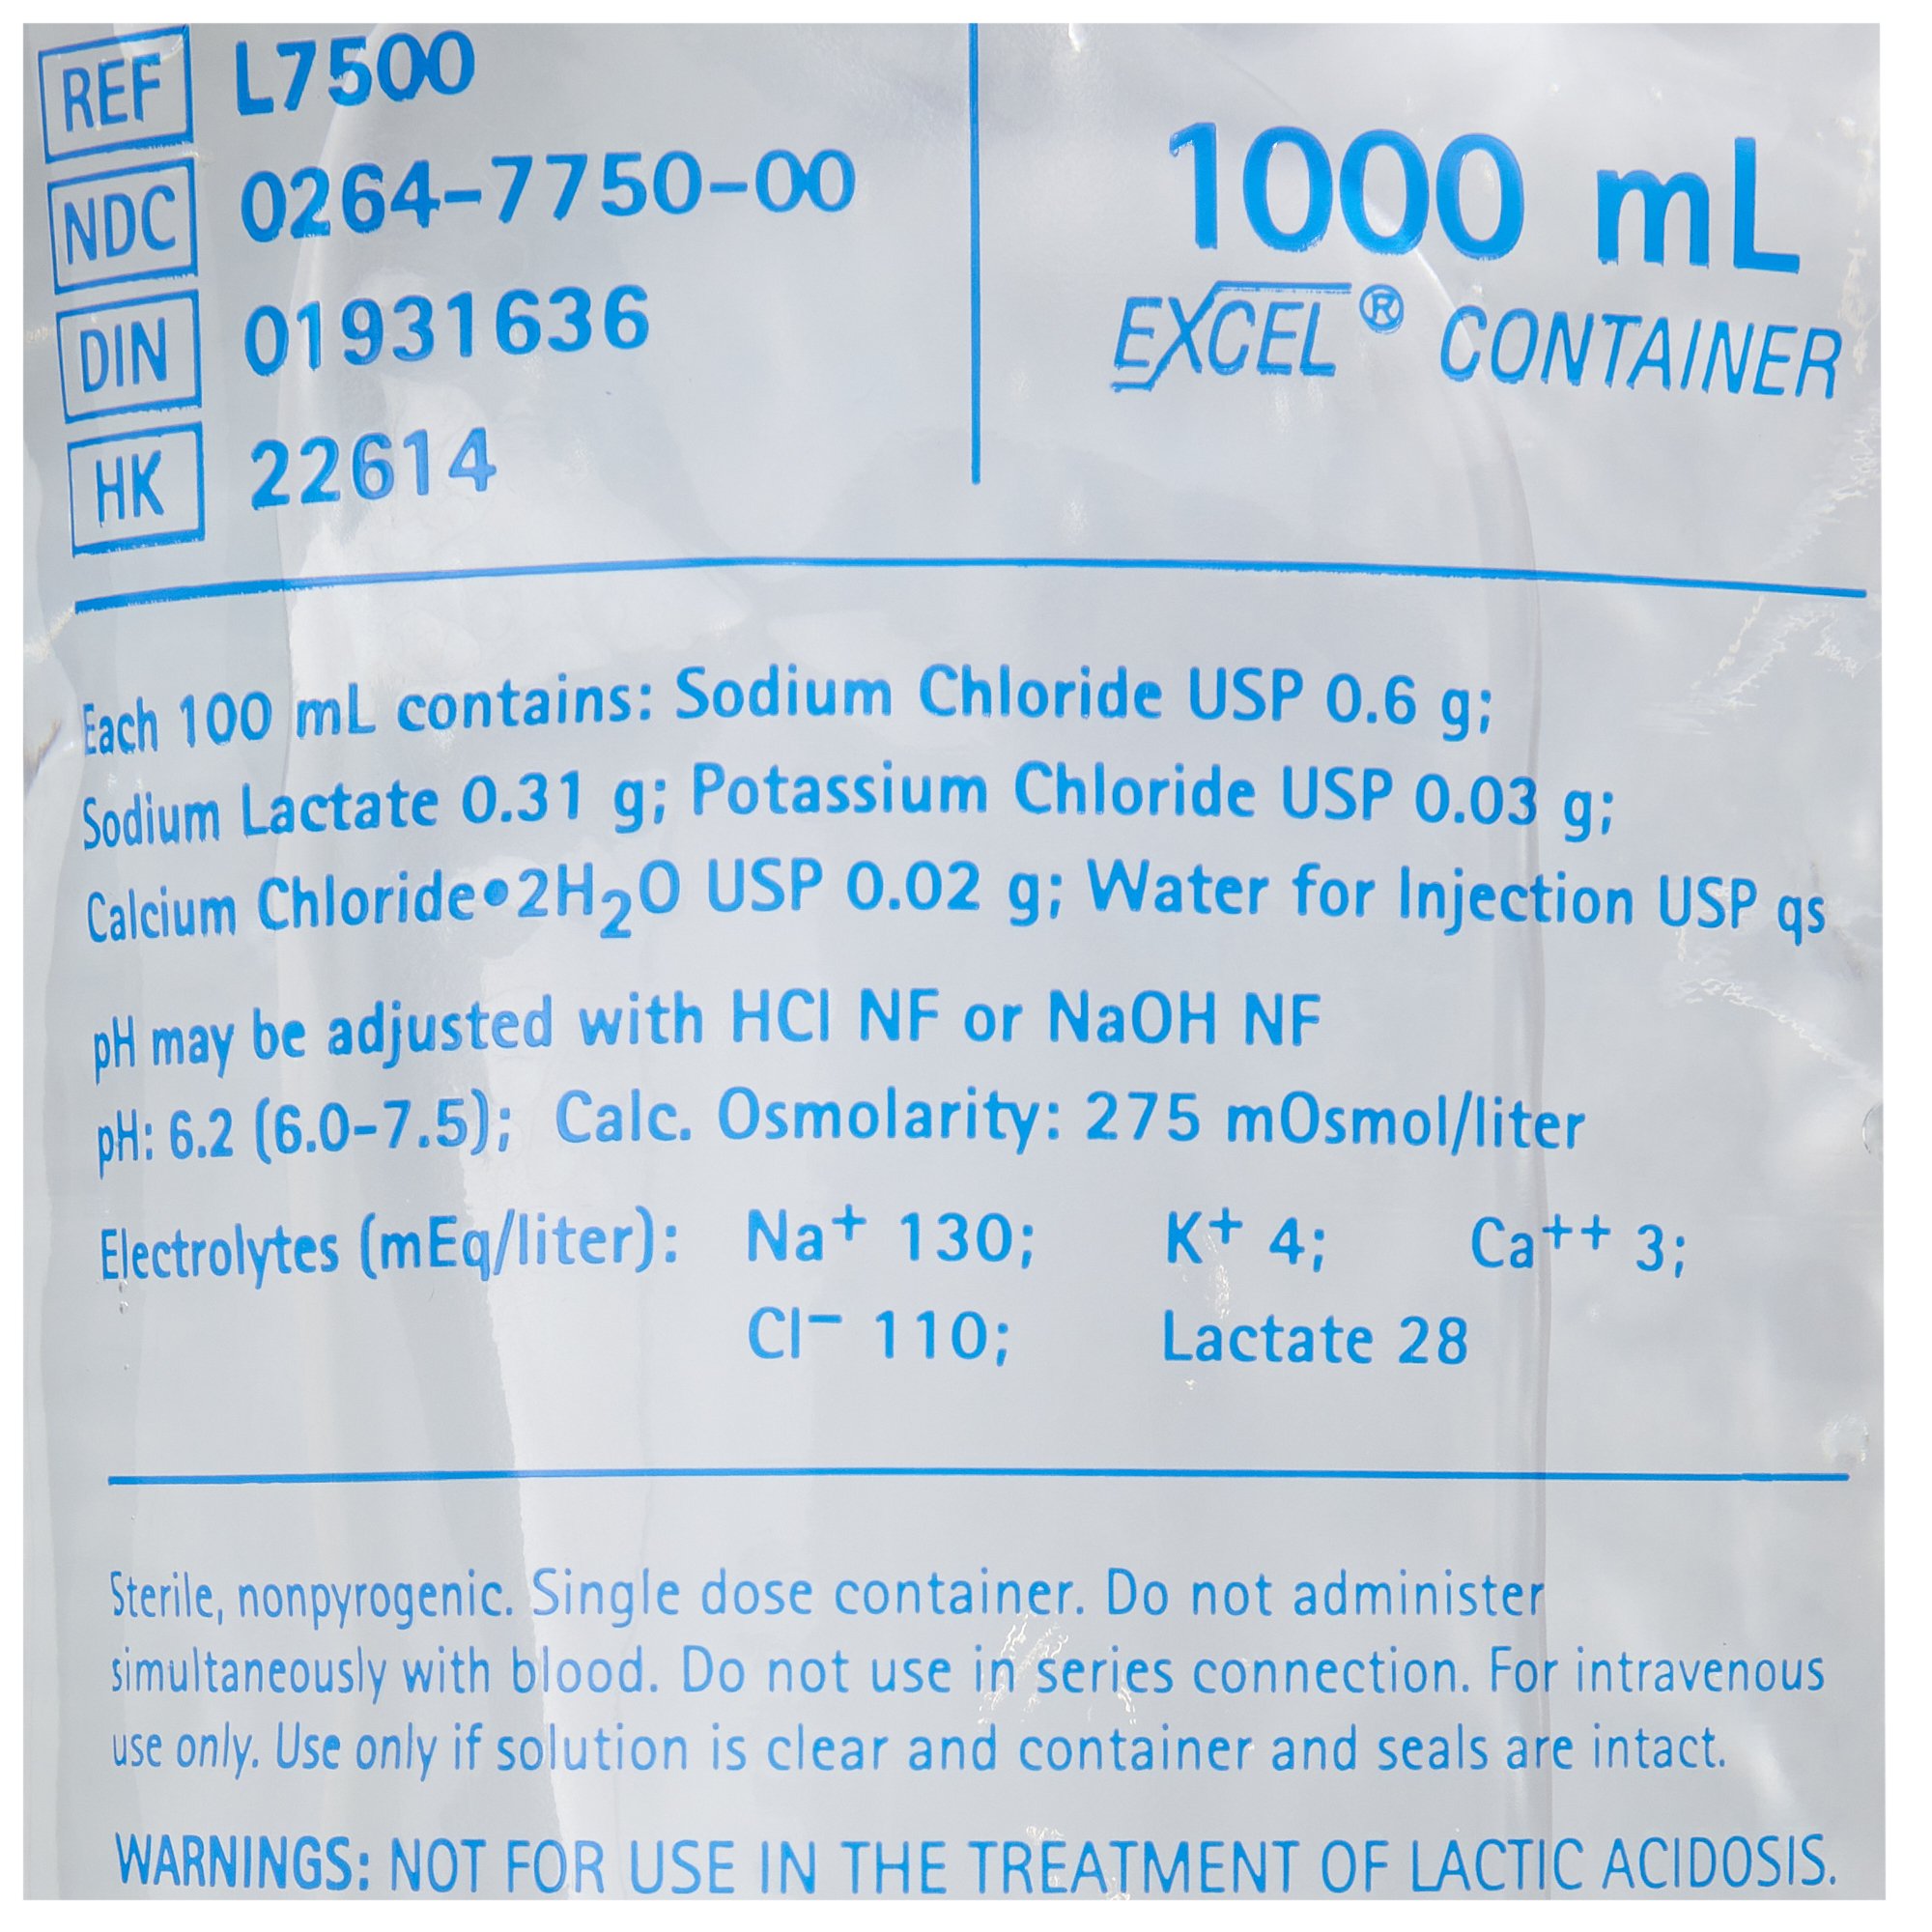 REF L7500
NDC 0264-7750-00
DIN 01931636
HK 22614
1000 mL
EXCEL® CONTAINER
Each 100 mL contains: Sodium Chloride USP 0.6 g;
Sodium Lactate 0.31 g; Potassium Chloride USP 0.03 g;
Calcium Chloride•2H₂O USP 0.02 g; Water for Injection USP qs
pH may be adjusted with HCl NF or NaOH NF
pH: 6.2 (6.0–7.5); Calc. Osmolarity: 275 mOsmol/liter
Electrolytes (mEq/liter): Na⁺ 130; K⁺ 4; Ca⁺⁺ 3;
Cl⁻ 110; Lactate 28
Sterile, nonpyrogenic. Single dose container. Do not administer
simultaneously with blood. Do not use in series connection. For intravenous
use only. Use only if solution is clear and container and seals are intact.
WARNINGS: NOT FOR USE IN THE TREATMENT OF LACTIC ACIDOSIS.